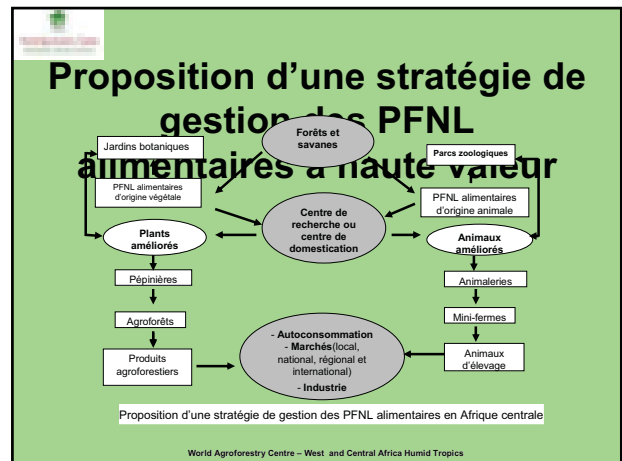 Proposition d’une stratégie de
gestion des PFNL
alimentaires à haute valeur
Forêts et
savanes
Jardins botaniques
Parcs zoologiques
PFNL alimentaires
d’origine végétale
PFNL alimentaires
d’origine animale
Centre de
recherche ou
centre de
domestication
Plants
améliorés
Animaux
améliorés
Pépinières
Animaleries
Agroforêts
Mini-fermes
Produits
agroforestiers
- Autoconsommation
- Marchés(local,
national, régional et
international)
- Industrie
Animaux
d’élevage
Proposition d’une stratégie de gestion des PFNL alimentaires en Afrique centrale
World Agroforestry Centre – West and Central Africa Humid Tropics